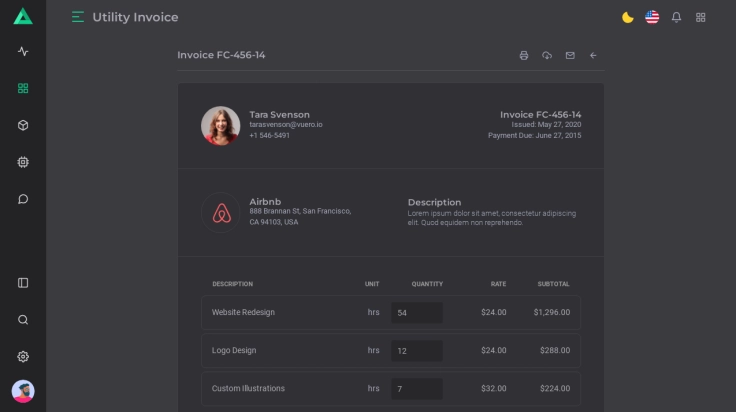 Utility Invoice
Invoice FC-456-14
Tara Svenson
tarasvenson@vuero.io
+1 546-5491
Invoice FC-456-14
Issued: May 27, 2020
Payment Due: June 27, 2015
Airbnb
888 Brannan St, San Francisco,
CA 94103, USA
Description
Lorem ipsum dolor sit amet, consectetur adipiscing
elit. Quod equidem non reprehendo.
DESCRIPTION UNIT QUANTITY RATE SUBTOTAL
Website Redesign hrs 54 $24.00 $1,296.00
Logo Design hrs 12 $24.00 $288.00
Custom Illustrations hrs 7 $32.00 $224.00